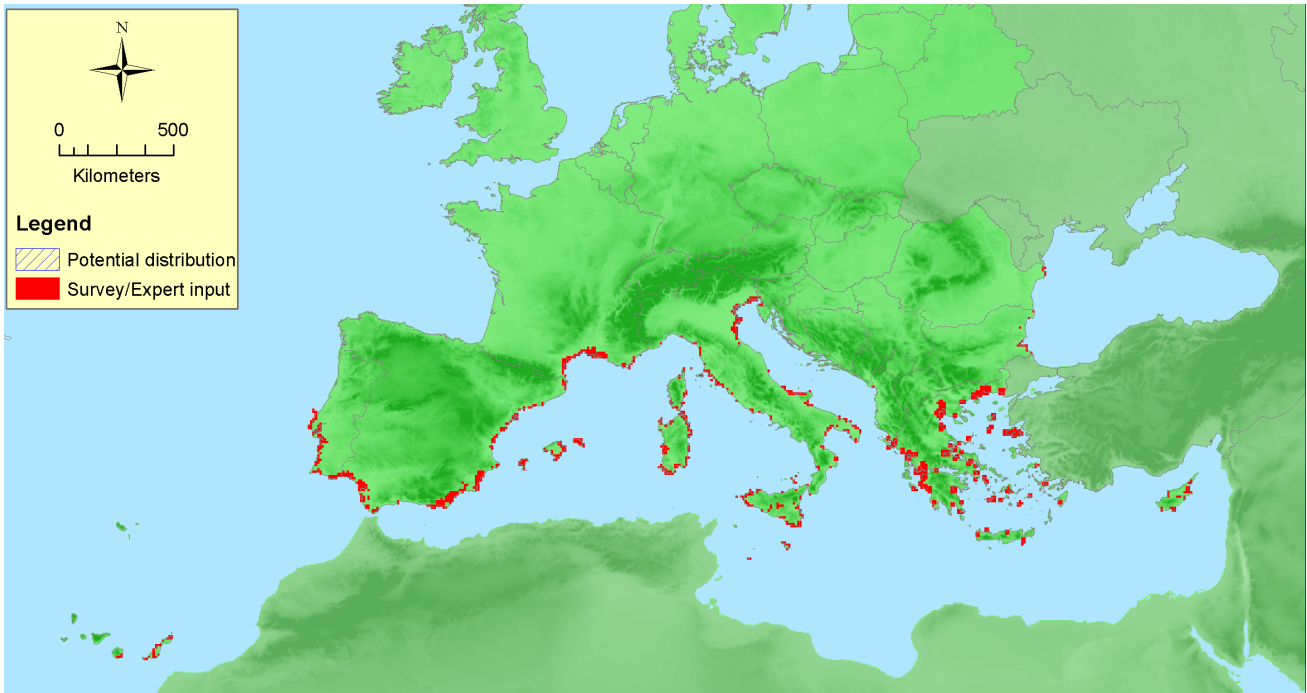 N
0 500
Kilometers
Legend
Potential distribution
Survey/Expert input